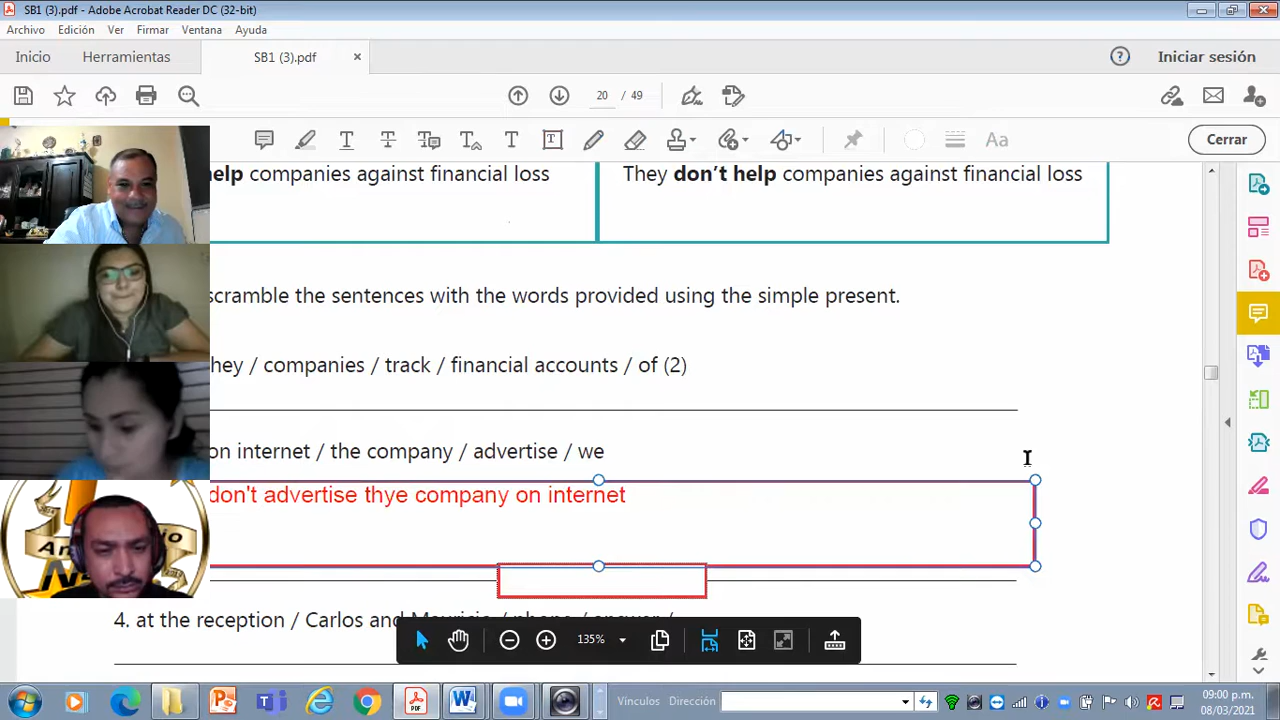 SB1 (3).pdf - Adobe Acrobat Reader DC (32-bit)
Archivo Edición Ver Firmar Ventana Ayuda
Inicio Herramientas SB1 (3).pdf × Iniciar sesión
20 / 49
Cerrar
help companies against financial loss
They don't help companies against financial loss
scramble the sentences with the words provided using the simple present.
hey / companies / track / financial accounts / of (2)
on internet / the company / advertise / we
don't advertise thye company on internet
4. at the reception / Carlos and Mauricio / phone / answer /
135%
Vínculos Dirección
09:00 p.m.
08/03/2021